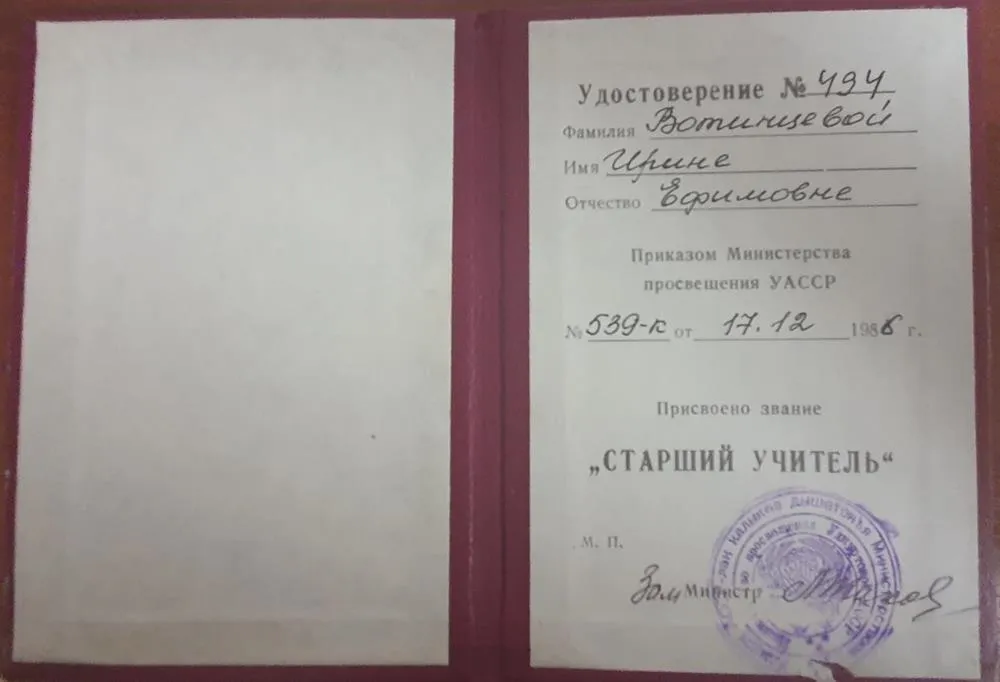 Удостоверение № 494
Фамилия Вотинцевой
Имя Ирине
Отчество Ефимовне
Приказом Министерства
просвещения УАССР
№ 539-к от 17.12 1986 г.
Присвоено звание
„СТАРШИЙ УЧИТЕЛЬ“
М. П.
Зам Министр